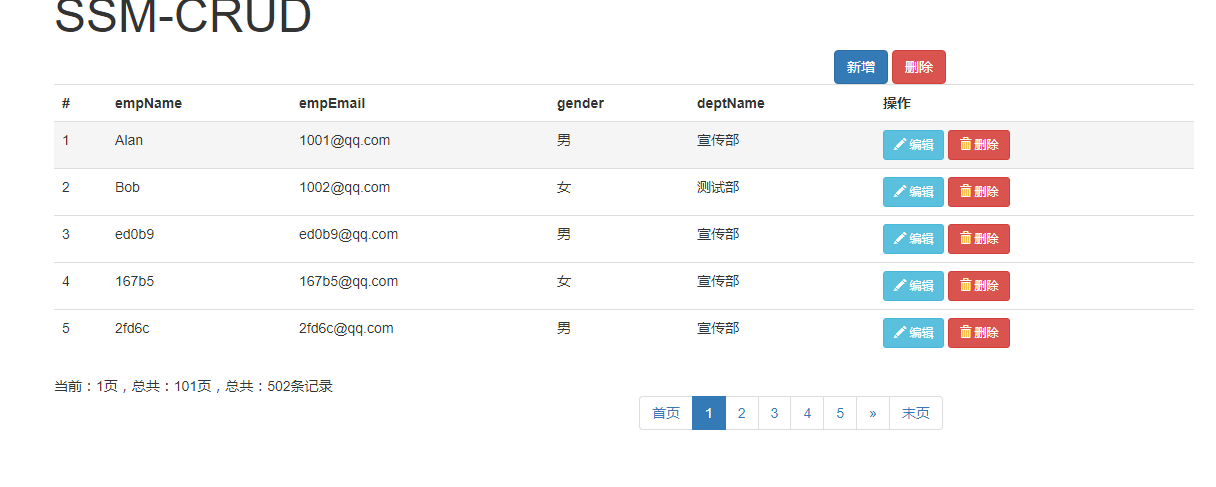 SSM-CRUD
新增 删除
# empName empEmail gender deptName 操作
1 Alan 1001@qq.com 男 宣传部 编辑 删除
2 Bob 1002@qq.com 女 测试部 编辑 删除
3 ed0b9 ed0b9@qq.com 男 宣传部 编辑 删除
4 167b5 167b5@qq.com 女 宣传部 编辑 删除
5 2fd6c 2fd6c@qq.com 男 宣传部 编辑 删除
当前：1页，总共：101页，总共：502条记录
首页 1 2 3 4 5 » 末页